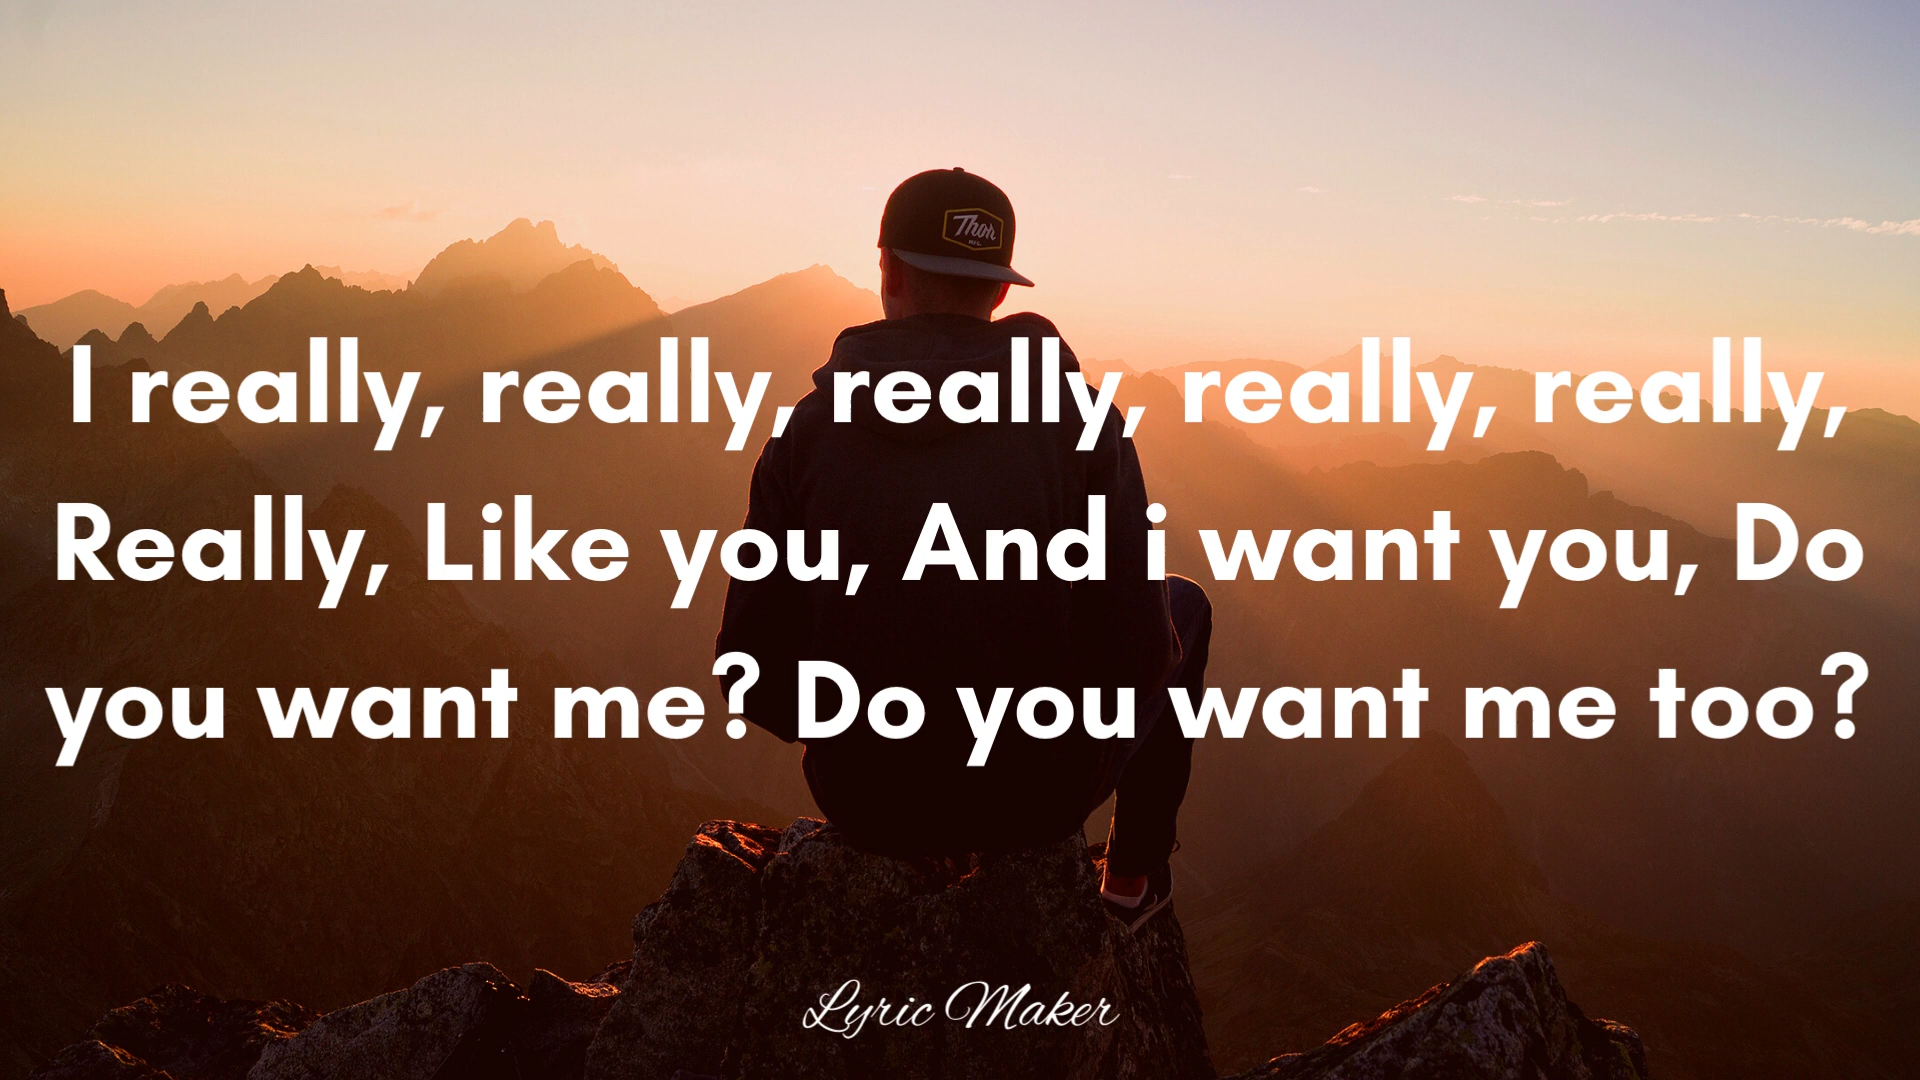 Thor
MFG.
I really, really, really, really, really,
Really, Like you, And i want you, Do
you want me? Do you want me too?
Lyric Maker